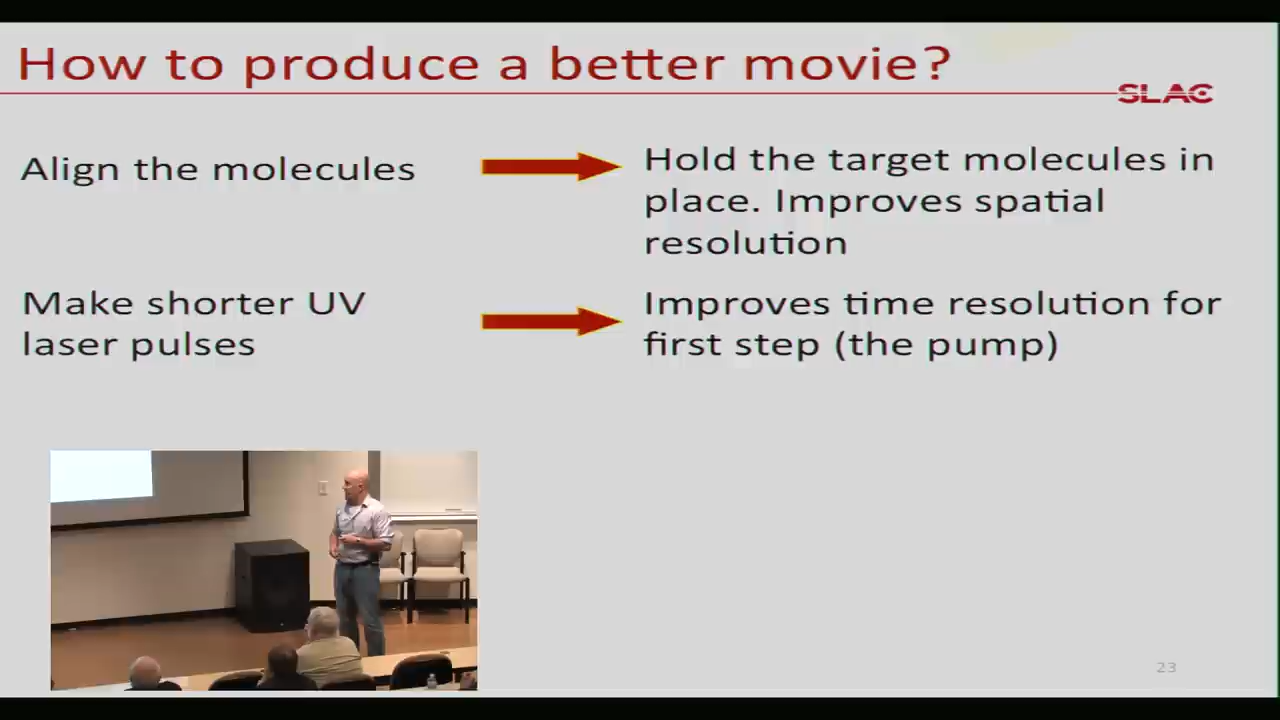 How to produce a better movie?
SLAC
Align the molecules
Hold the target molecules in
place. Improves spatial
resolution
Make shorter UV
laser pulses
Improves time resolution for
first step (the pump)
23